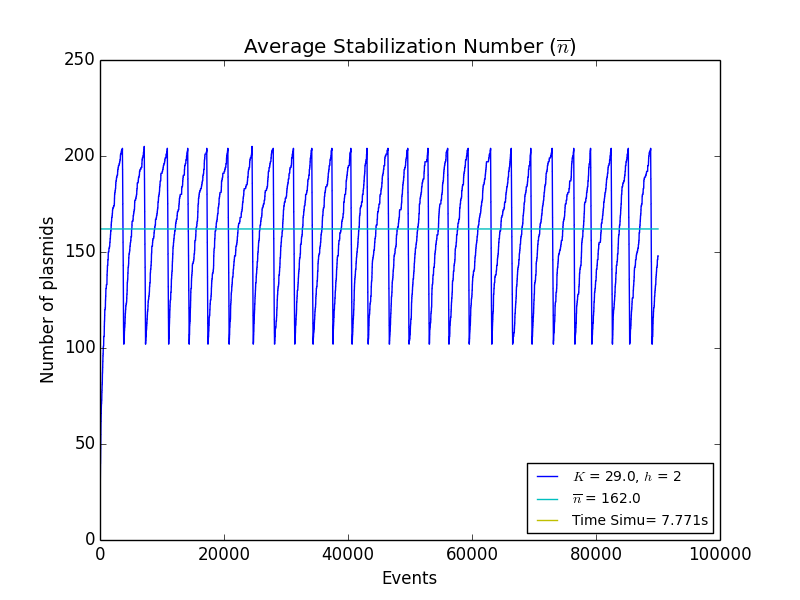 Average Stabilization Number (n̅)
250
200
150
100
50
0
Number of plasmids
0 20000 40000 60000 80000 100000
Events
K = 29.0, h = 2
n̅ = 162.0
Time Simu= 7.771s